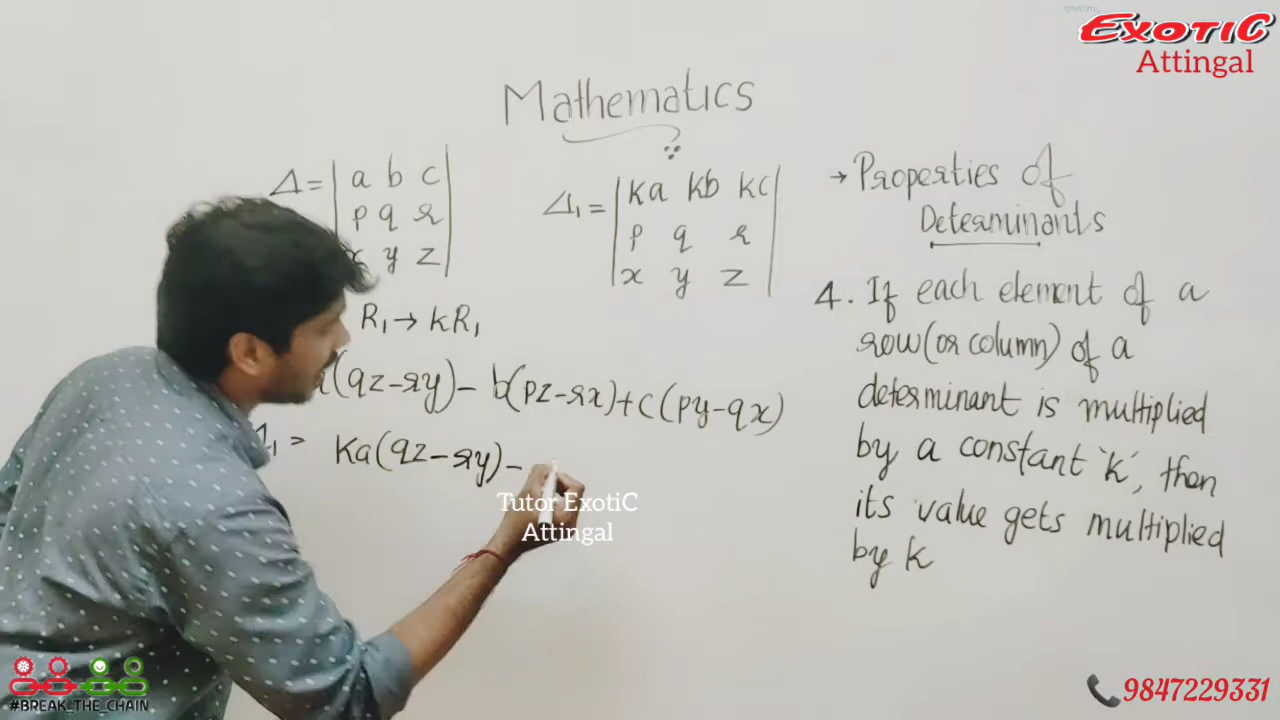 EXOTIC
Attingal
Mathematics
Δ = | a b c |
p q r
y z
R₁ → kR₁
(qz-ry) - b(pz-rx)+c(py-qx)
Δ₁ = | ka kb kc |
p q r
x y z
₁ = ka(qz-ry) -
→ Properties of
Determinants
4. If each element of a
row(or column) of a
determinant is multiplied
by a constant 'k', then
its value gets multiplied
by k
Tutor ExotiC
Attingal
#BREAK_THE_CHAIN
9847229331